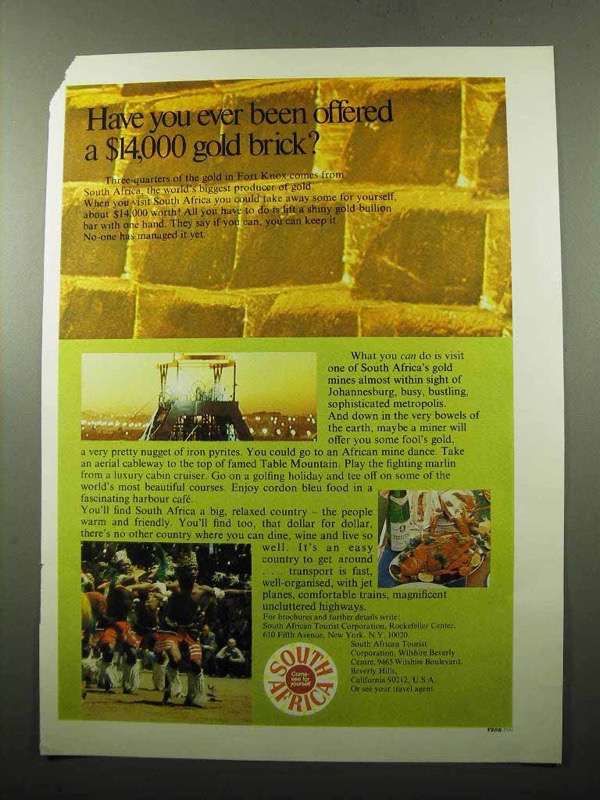 Have you ever been offered
a $14,000 gold brick?
Three-quarters of the gold in Fort Knox comes from
South Africa, the world's biggest producer of gold.
When you visit South Africa you could take away some for yourself,
about $14,000 worth! All you have to do is lift a shiny gold bullion
bar with one hand. They say if you can, you can keep it.
No-one has managed it yet.
What you can do is visit
one of South Africa's gold
mines almost within sight of
Johannesburg, busy, bustling,
sophisticated metropolis.
And down in the very bowels of
the earth, maybe a miner will
offer you some fool's gold,
a very pretty nugget of iron pyrites. You could go to an African mine dance. Take
an aerial cableway to the top of famed Table Mountain. Play the fighting marlin
from a luxury cabin cruiser. Go on a golfing holiday and tee off on some of the
world's most beautiful courses. Enjoy cordon bleu food in a
fascinating harbour café.
You'll find South Africa a big, relaxed country – the people
warm and friendly. You'll find too, that dollar for dollar,
there's no other country where you can dine, wine and live so
well. It's an easy
country to get around
. . . transport is fast,
well-organised, with jet
planes, comfortable trains, magnificent
uncluttered highways.
For brochures and further details write:
South African Tourist Corporation, Rockefeller Center,
610 Fifth Avenue, New York. N.Y. 10020.
South African Tourist
Corporation, Wilshire Beverly
Centre, 9465 Wilshire Boulevard,
Beverly Hills,
California 90212, U.S.A.
Or see your travel agent.
SOUTH
Come
see for
yourself
AFRICA